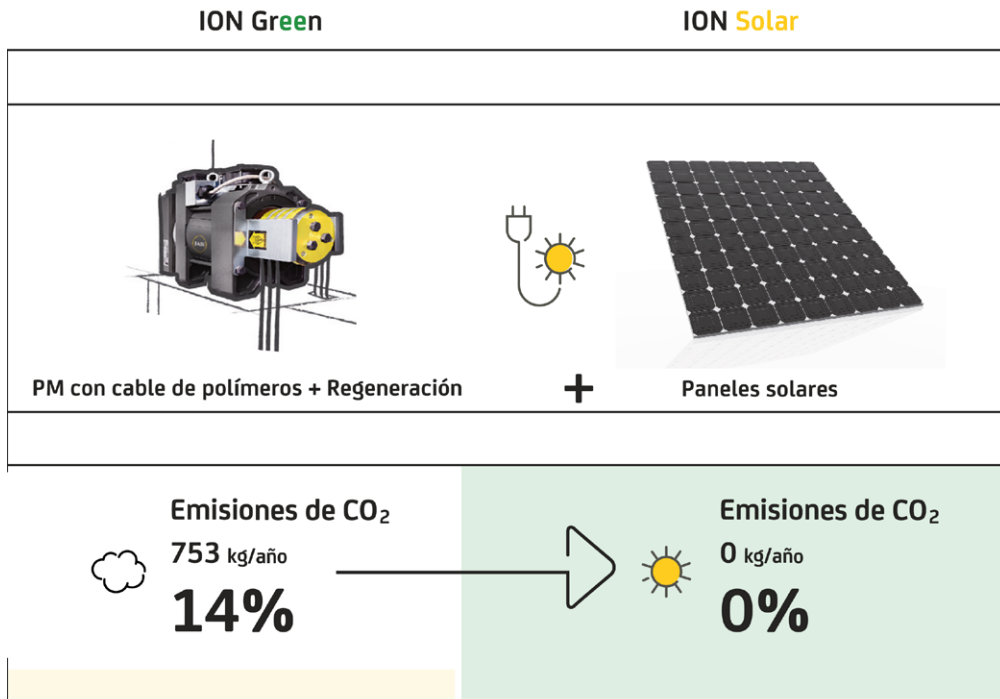 ION Green
ION Solar
PM con cable de polímeros + Regeneración
+
Paneles solares
Emisiones de CO₂
753 kg/año
14%
Emisiones de CO₂
0 kg/año
0%